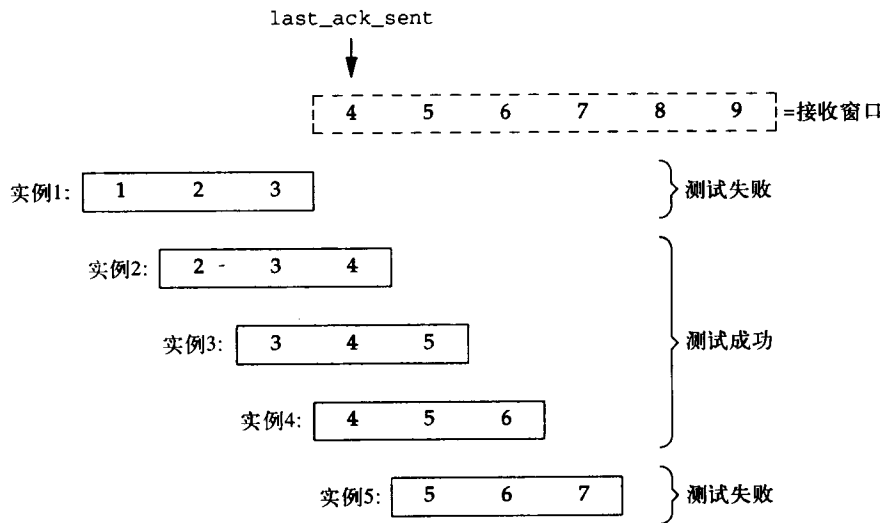 last_ack_sent
4 5 6 7 8 9 =接收窗口
实例1: 1 2 3 测试失败
实例2: 2 - 3 4
实例3: 3 4 5 测试成功
实例4: 4 5 6
实例5: 5 6 7 测试失败